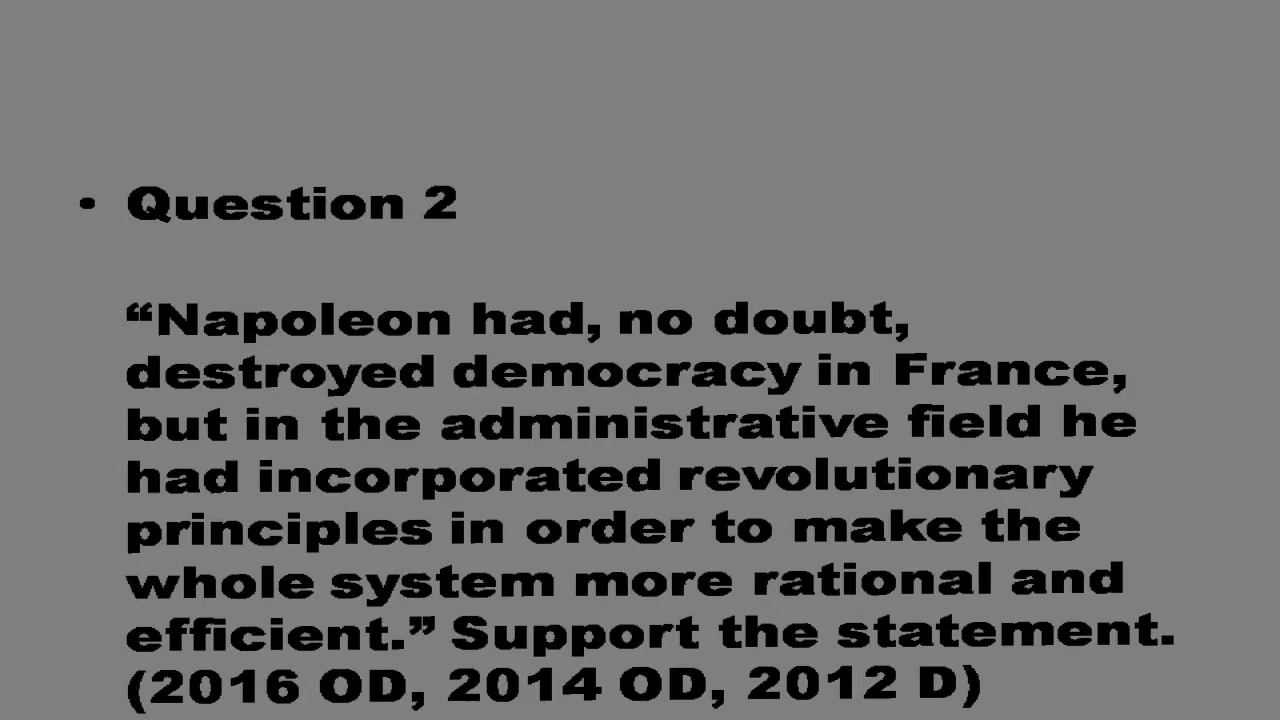 • Question 2
“Napoleon had, no doubt,
destroyed democracy in France,
but in the administrative field he
had incorporated revolutionary
principles in order to make the
whole system more rational and
efficient.” Support the statement.
(2016 OD, 2014 OD, 2012 D)